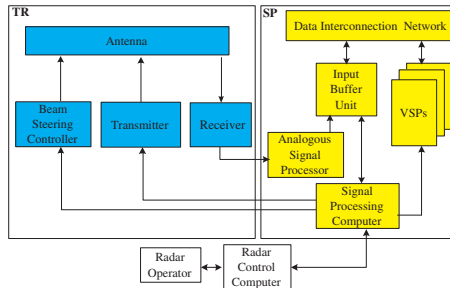 TR
SP
Antenna
Data Interconnection Network
Beam
Steering
Controller
Transmitter
Receiver
Input
Buffer
Unit
VSPs
Analogous
Signal
Processor
Signal
Processing
Computer
Radar
Operator
Radar
Control
Computer